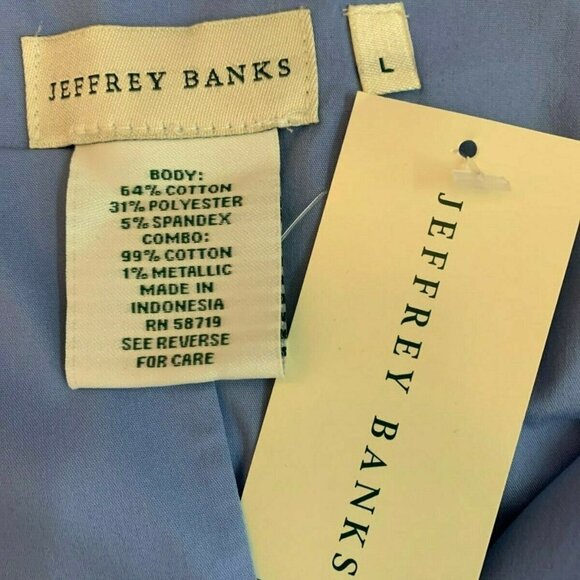 JEFFREY BANKS
L
BODY:
64% COTTON
31% POLYESTER
5% SPANDEX
COMBO:
99% COTTON
1% METALLIC
MADE IN
INDONESIA
RN 58719
SEE REVERSE
FOR CARE
JEFFREY BANKS